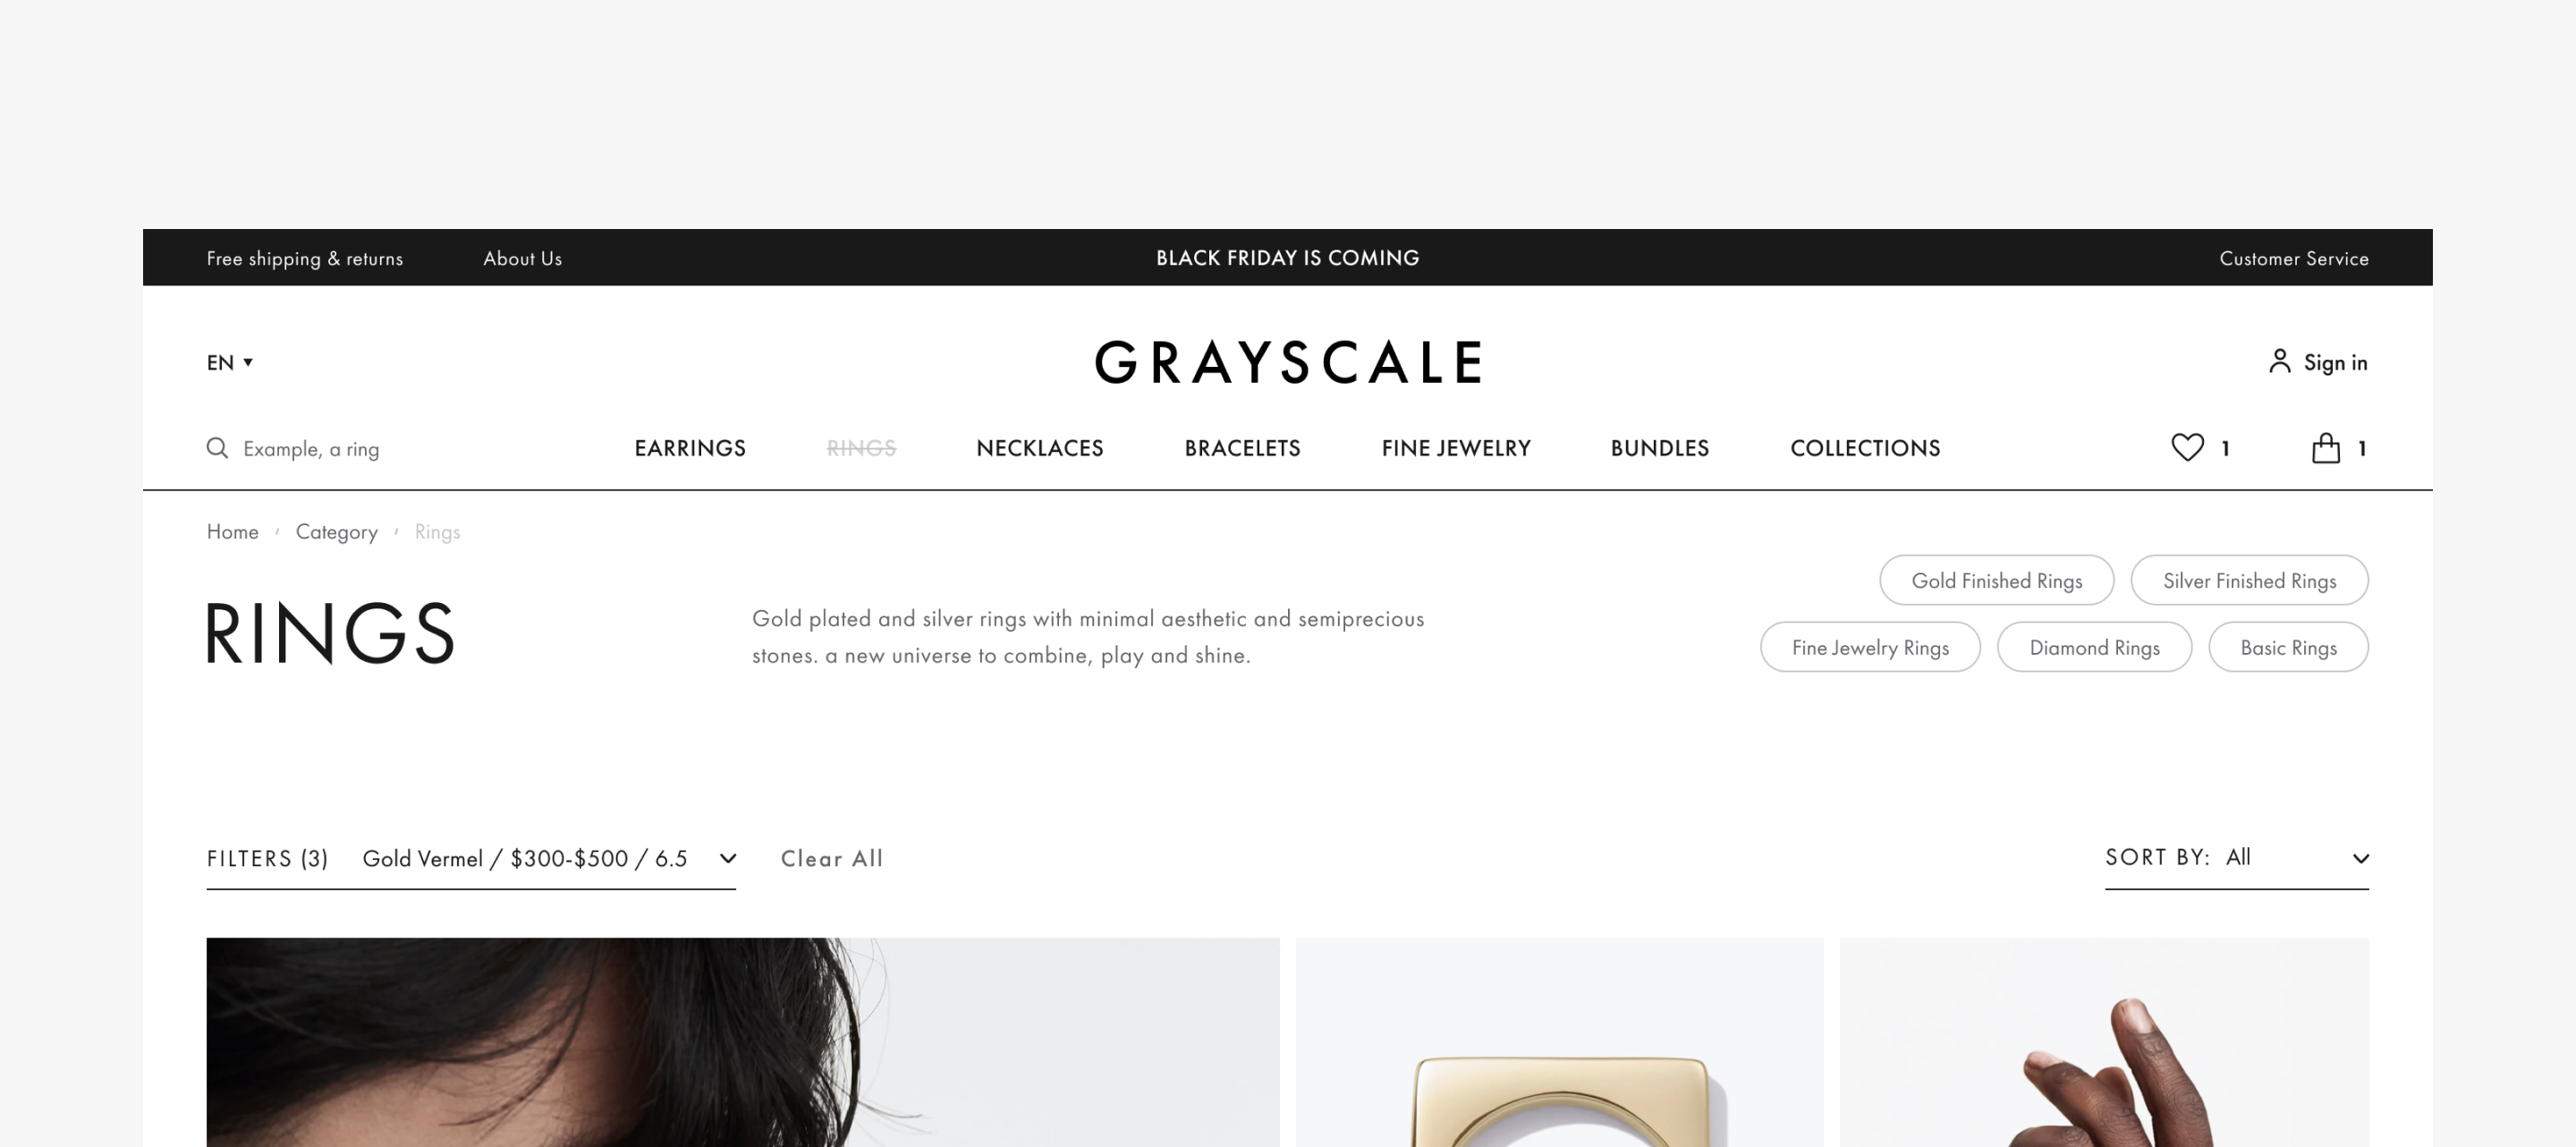 Free shipping & returns About Us BLACK FRIDAY IS COMING Customer Service
EN GRAYSCALE Sign in
Example, a ring EARRINGS RINGS NECKLACES BRACELETS FINE JEWELRY BUNDLES COLLECTIONS 1 1
Home ′ Category ′ Rings
RINGS
Gold plated and silver rings with minimal aesthetic and semiprecious
stones. a new universe to combine, play and shine.
Gold Finished Rings Silver Finished Rings
Fine Jewelry Rings Diamond Rings Basic Rings
FILTERS (3) Gold Vermel / $300-$500 / 6.5 Clear All SORT BY: All